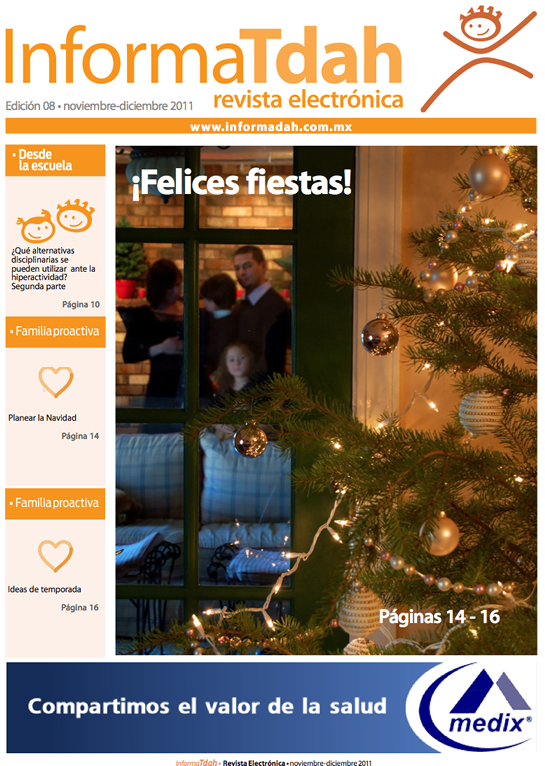 InformaTdah
revista electrónica
Edición 08 • noviembre-diciembre 2011
www.informadah.com.mx
• Desde
la escuela
¿Qué alternativas
disciplinarias se
pueden utilizar ante la
hiperactividad?
Segunda parte
Página 10
• Familia proactiva
Planear la Navidad
Página 14
• Familia proactiva
Ideas de temporada
Página 16
¡Felices fiestas!
Páginas 14 - 16
Compartimos el valor de la salud
medix®
InformaTdah • Revista Electrónica • noviembre-diciembre 2011